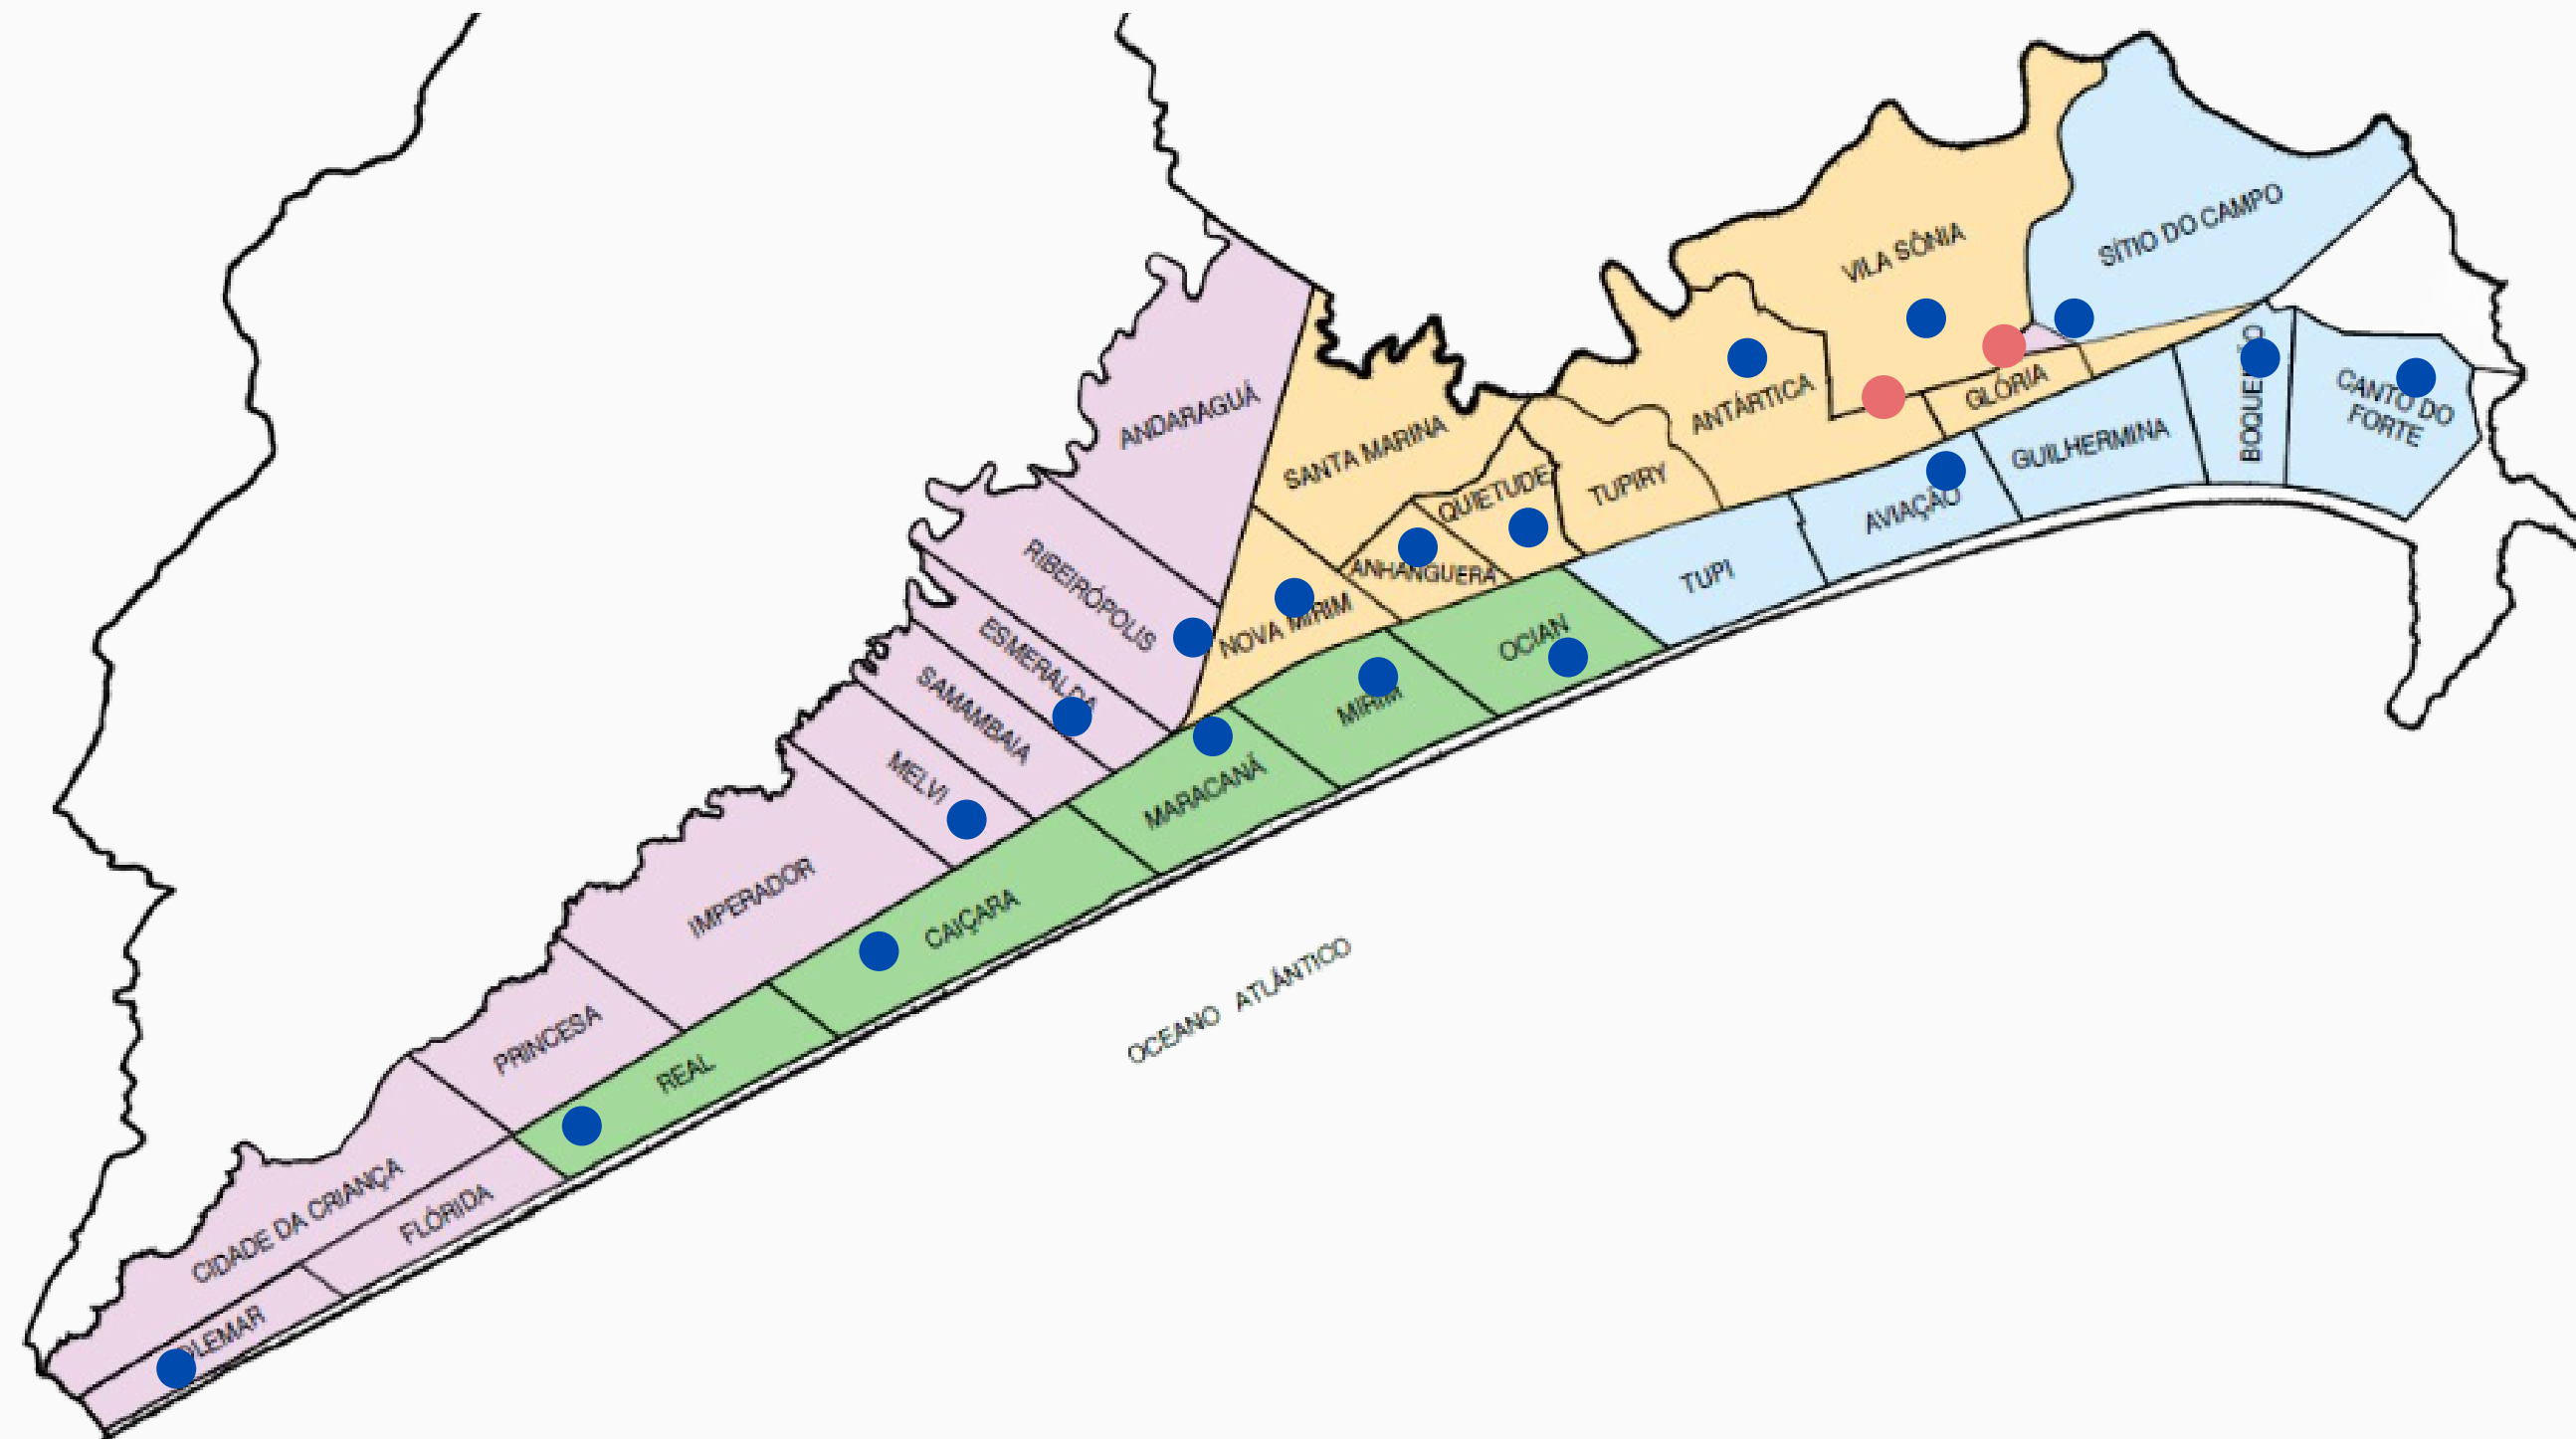 VILA SÔNIA
SÍTIO DO CAMPO
ANDARAGUÁ
SANTA MARINA
ANTÁRTICA
GLÓRIA
GUILHERMINA
CANTO DO
FORTE
QUIETUDE
TUPIRY
AVIAÇÃO
RIBEIRÓPOLIS
ANHANGUERA
TUPI
NOVA MIRIM
ESMERALDA
OCIAN
SAMAMBAIA
MIRIM
MELVI
MARACANÃ
IMPERADOR
CAIÇARA
OCEANO ATLÂNTICO
PRINCESA
REAL
CIDADE DA CRIANÇA
FLÓRIDA